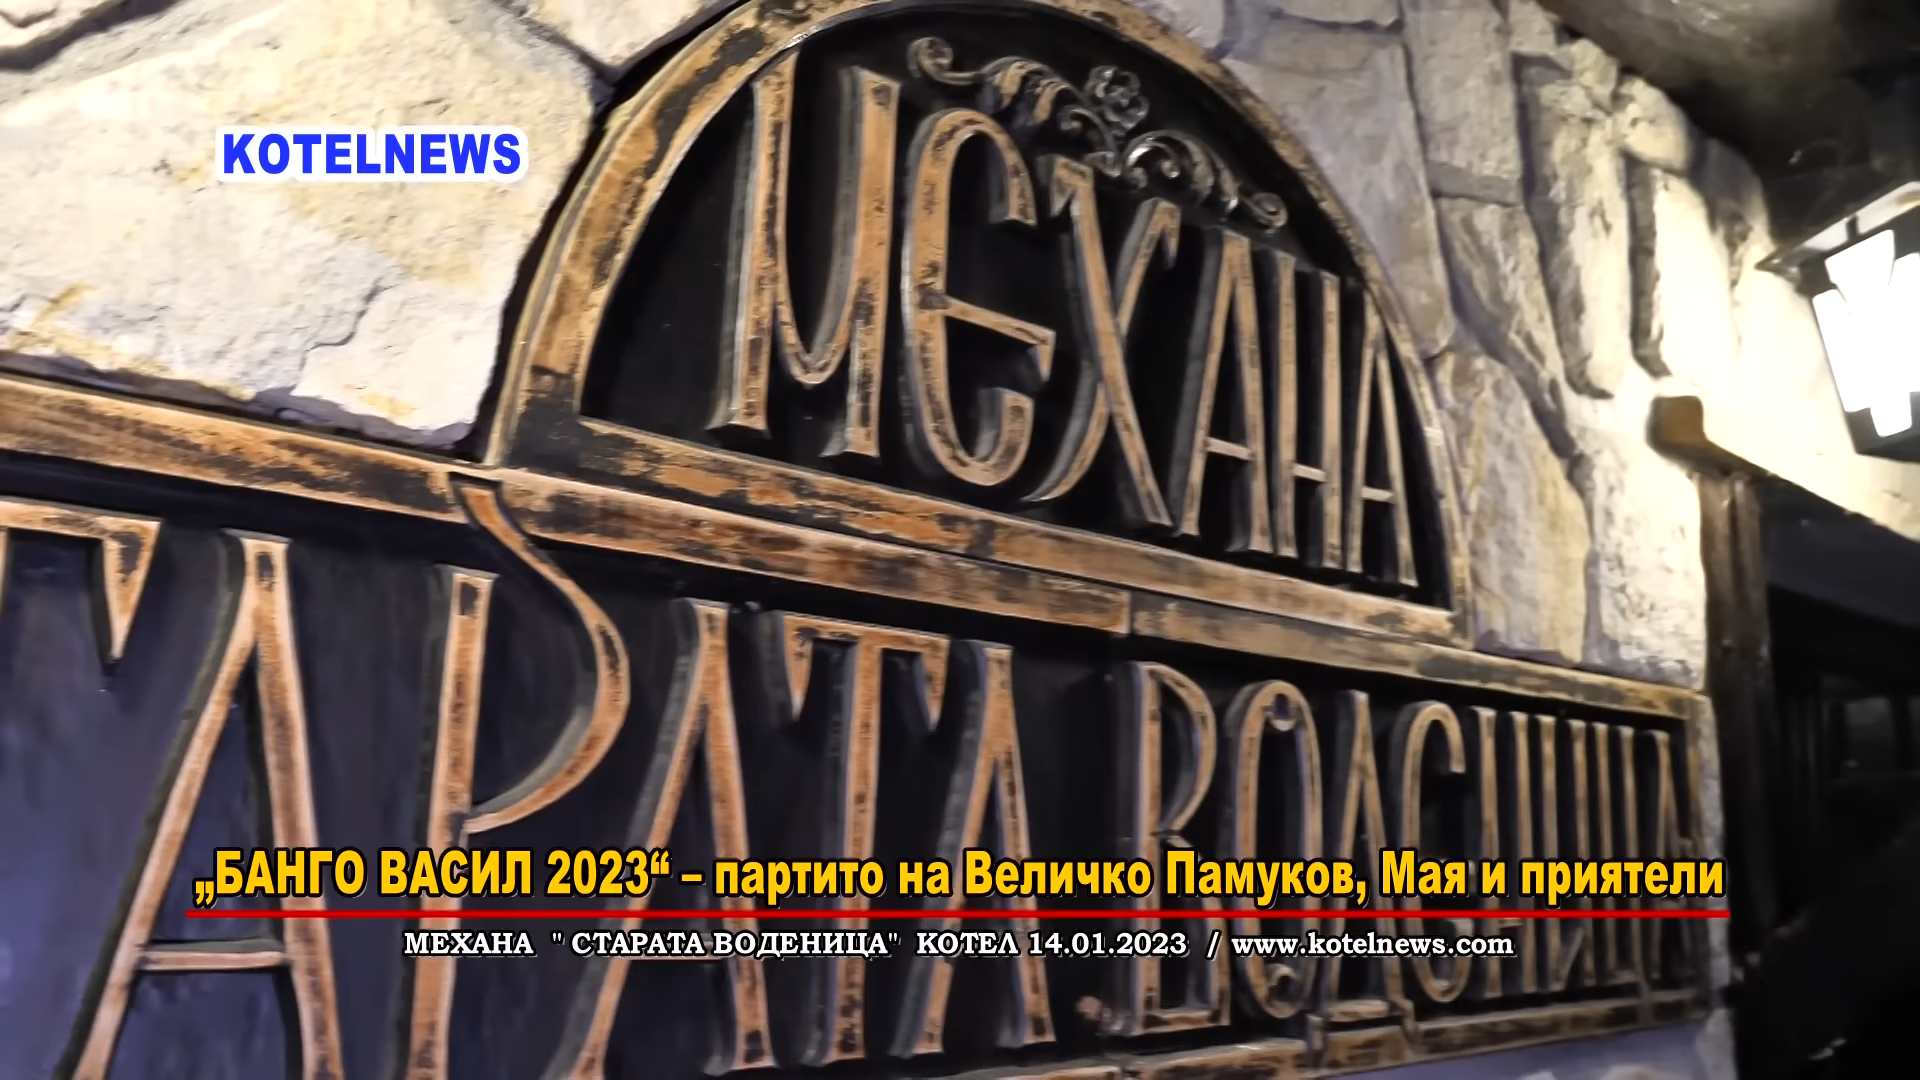 KOTELNEWS
МЕХАНА
ТАРАТА ВОДЕНИЦА
„БАНГО ВАСИЛ 2023“ – партито на Величко Памуков, Мая и приятели
МЕХАНА " СТАРАТА ВОДЕНИЦА" КОТЕЛ 14.01.2023 / www.kotelnews.com